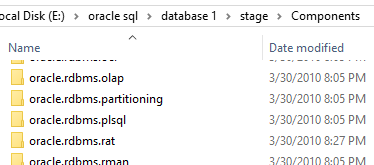 ocal Disk (E:) > oracle sql > database 1 > stage > Components
Name Date modified
oracle.rdbms.olap 3/30/2010 8:05 PM
oracle.rdbms.partitioning 3/30/2010 8:05 PM
oracle.rdbms.plsql 3/30/2010 8:05 PM
oracle.rdbms.rat 3/30/2010 8:27 PM
oracle.rdbms.rman 3/30/2010 8:05 PM